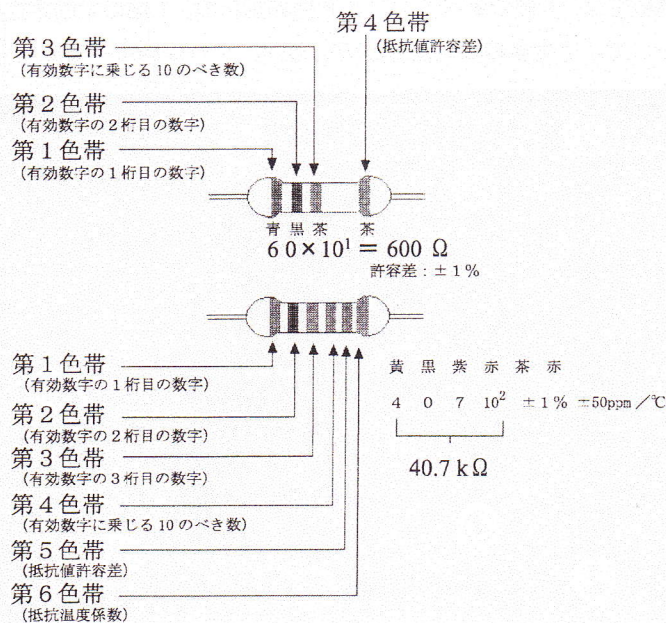 第４色帯
(抵抗値許容差)
第３色帯
(有効数字に乗じる 10 のべき数)
第２色帯
(有効数字の２桁目の数字)
第１色帯
(有効数字の１桁目の数字)
青 黒 茶 茶
６０×10¹ ＝ 600 Ω
許容差：±１%
第１色帯
(有効数字の１桁目の数字)
第２色帯
(有効数字の２桁目の数字)
第３色帯
(有効数字の３桁目の数字)
第４色帯
(有効数字に乗じる 10 のべき数)
第５色帯
(抵抗値許容差)
第６色帯
(抵抗温度係数)
黄 黒 紫 赤 茶 赤
４ ０ ７ 10² ±１% ±50ppm／℃
40.7 kΩ